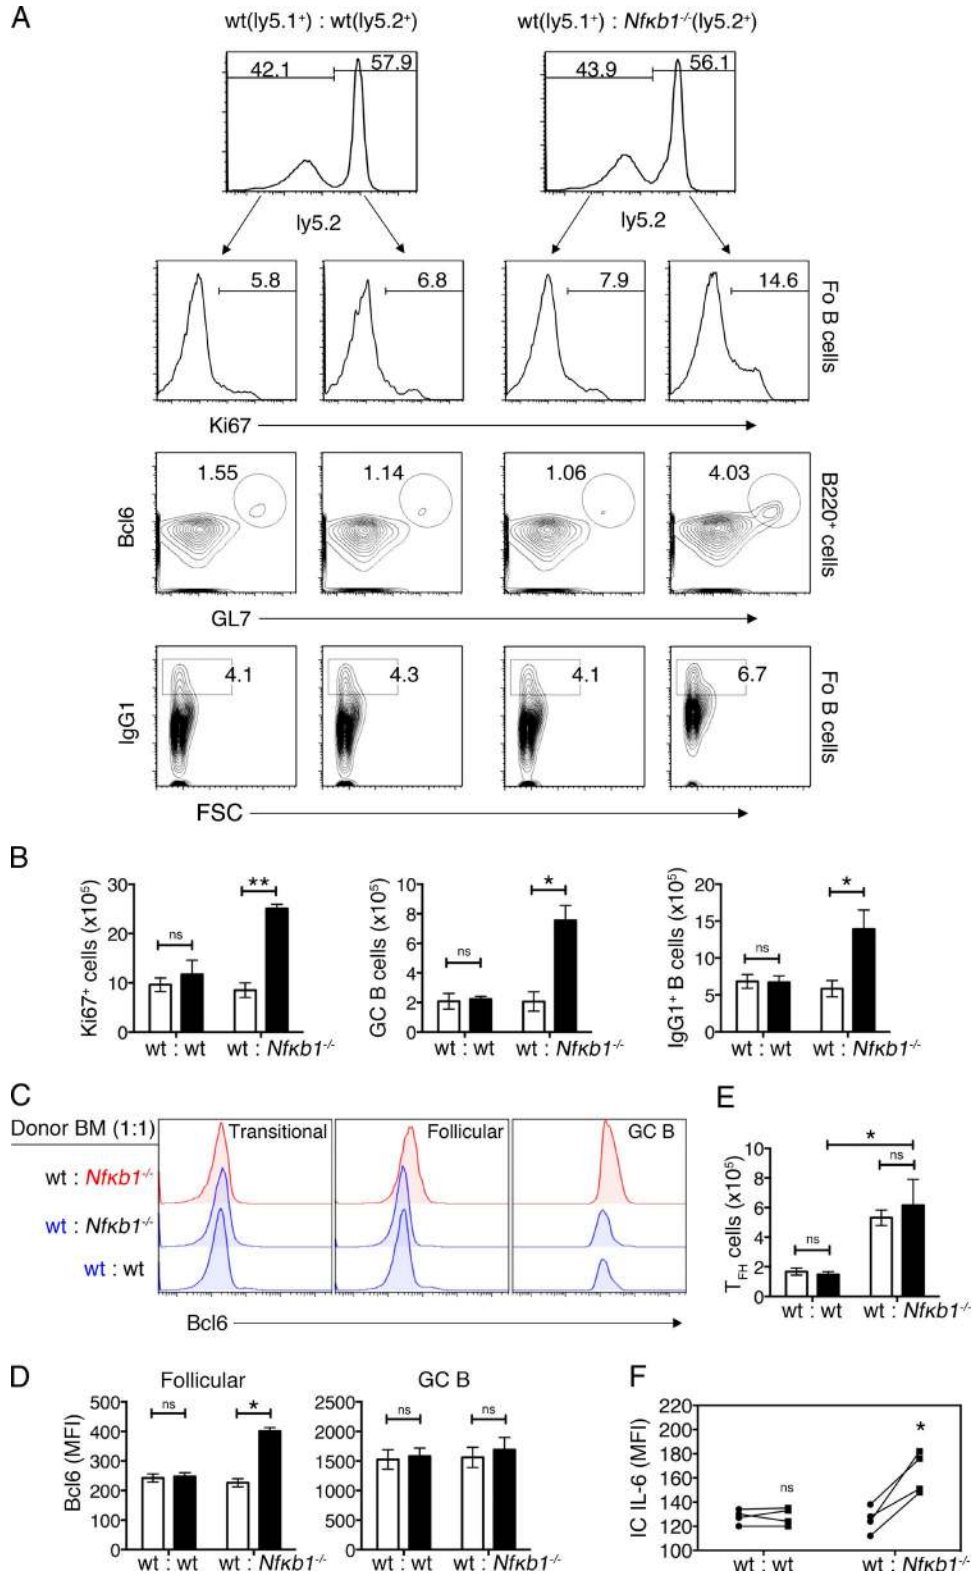 A
wt(ly5.1⁺) : wt(ly5.2⁺)
wt(ly5.1⁺) : Nfκb1⁻/⁻(ly5.2⁺)
42.1
57.9
43.9
56.1
ly5.2
ly5.2
5.8
6.8
7.9
14.6
Fo B cells
Ki67
1.55
1.14
1.06
4.03
Bcl6
B220⁺ cells
GL7
4.1
4.3
4.1
6.7
IgG1
Fo B cells
FSC
B
Ki67⁺ cells (x10⁵)
30
20
10
0
ns
**
wt : wt
wt : Nfκb1⁻/⁻
GC B cells (x10⁵)
10
8
6
4
2
0
ns
*
wt : wt
wt : Nfκb1⁻/⁻
IgG1⁺ B cells (x10⁵)
20
15
10
5
0
ns
*
wt : wt
wt : Nfκb1⁻/⁻
C
Donor BM (1:1)
Transitional
Follicular
GC B
wt : Nfκb1⁻/⁻
wt : Nfκb1⁻/⁻
wt : wt
Bcl6
E
T_FH cells (x10⁵)
10
8
6
4
2
0
ns
ns
*
wt : wt
wt : Nfκb1⁻/⁻
D
Follicular
Bcl6 (MFI)
500
400
300
200
100
0
ns
*
wt : wt
wt : Nfκb1⁻/⁻
GC B
2500
2000
1500
1000
500
0
ns
ns
wt : wt
wt : Nfκb1⁻/⁻
F
IC IL-6 (MFI)
220
200
180
160
140
120
100
ns
*
wt : wt
wt : Nfκb1⁻/⁻